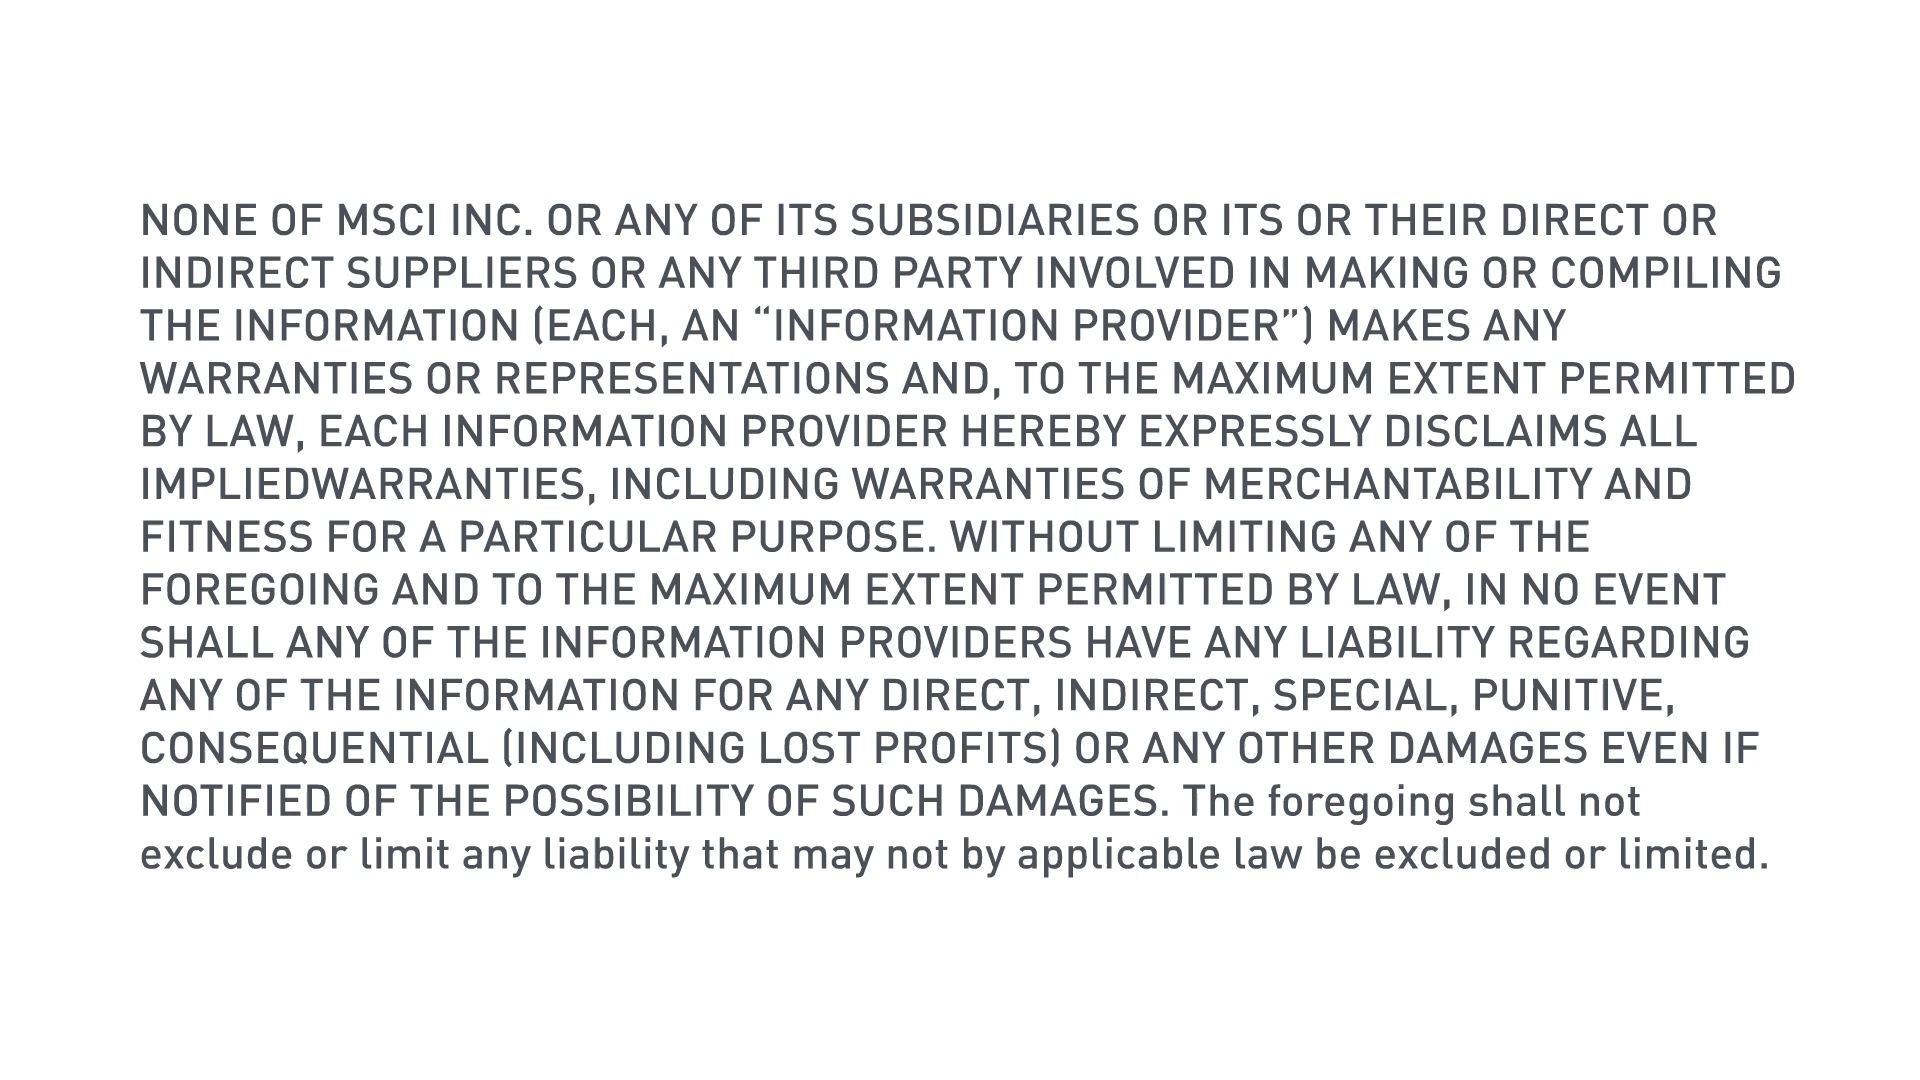 NONE OF MSCI INC. OR ANY OF ITS SUBSIDIARIES OR ITS OR THEIR DIRECT OR
INDIRECT SUPPLIERS OR ANY THIRD PARTY INVOLVED IN MAKING OR COMPILING
THE INFORMATION (EACH, AN “INFORMATION PROVIDER”) MAKES ANY
WARRANTIES OR REPRESENTATIONS AND, TO THE MAXIMUM EXTENT PERMITTED
BY LAW, EACH INFORMATION PROVIDER HEREBY EXPRESSLY DISCLAIMS ALL
IMPLIEDWARRANTIES, INCLUDING WARRANTIES OF MERCHANTABILITY AND
FITNESS FOR A PARTICULAR PURPOSE. WITHOUT LIMITING ANY OF THE
FOREGOING AND TO THE MAXIMUM EXTENT PERMITTED BY LAW, IN NO EVENT
SHALL ANY OF THE INFORMATION PROVIDERS HAVE ANY LIABILITY REGARDING
ANY OF THE INFORMATION FOR ANY DIRECT, INDIRECT, SPECIAL, PUNITIVE,
CONSEQUENTIAL (INCLUDING LOST PROFITS) OR ANY OTHER DAMAGES EVEN IF
NOTIFIED OF THE POSSIBILITY OF SUCH DAMAGES. The foregoing shall not
exclude or limit any liability that may not by applicable law be excluded or limited.